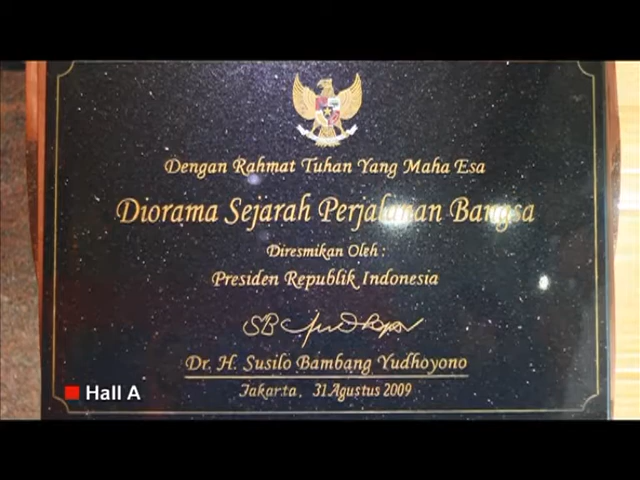 Dengan Rahmat Tuhan Yang Maha Esa
Diorama Sejarah Perjalanan Bangsa
Diresmikan Oleh :
Presiden Republik Indonesia
Dr. H. Susilo Bambang Yudhoyono
Jakarta, 31 Agustus 2009
Hall A